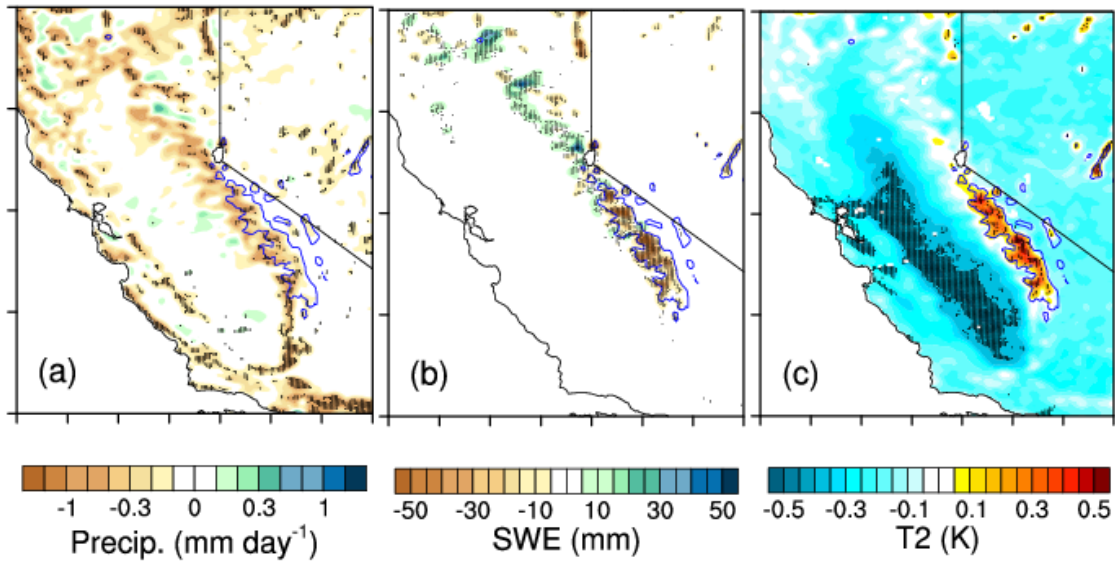 (a)
(b)
(c)
-1 -0.3 0 0.3 1
Precip. (mm day⁻¹)
-50 -30 -10 10 30 50
SWE (mm)
-0.5 -0.3 -0.1 0.1 0.3 0.5
T2 (K)